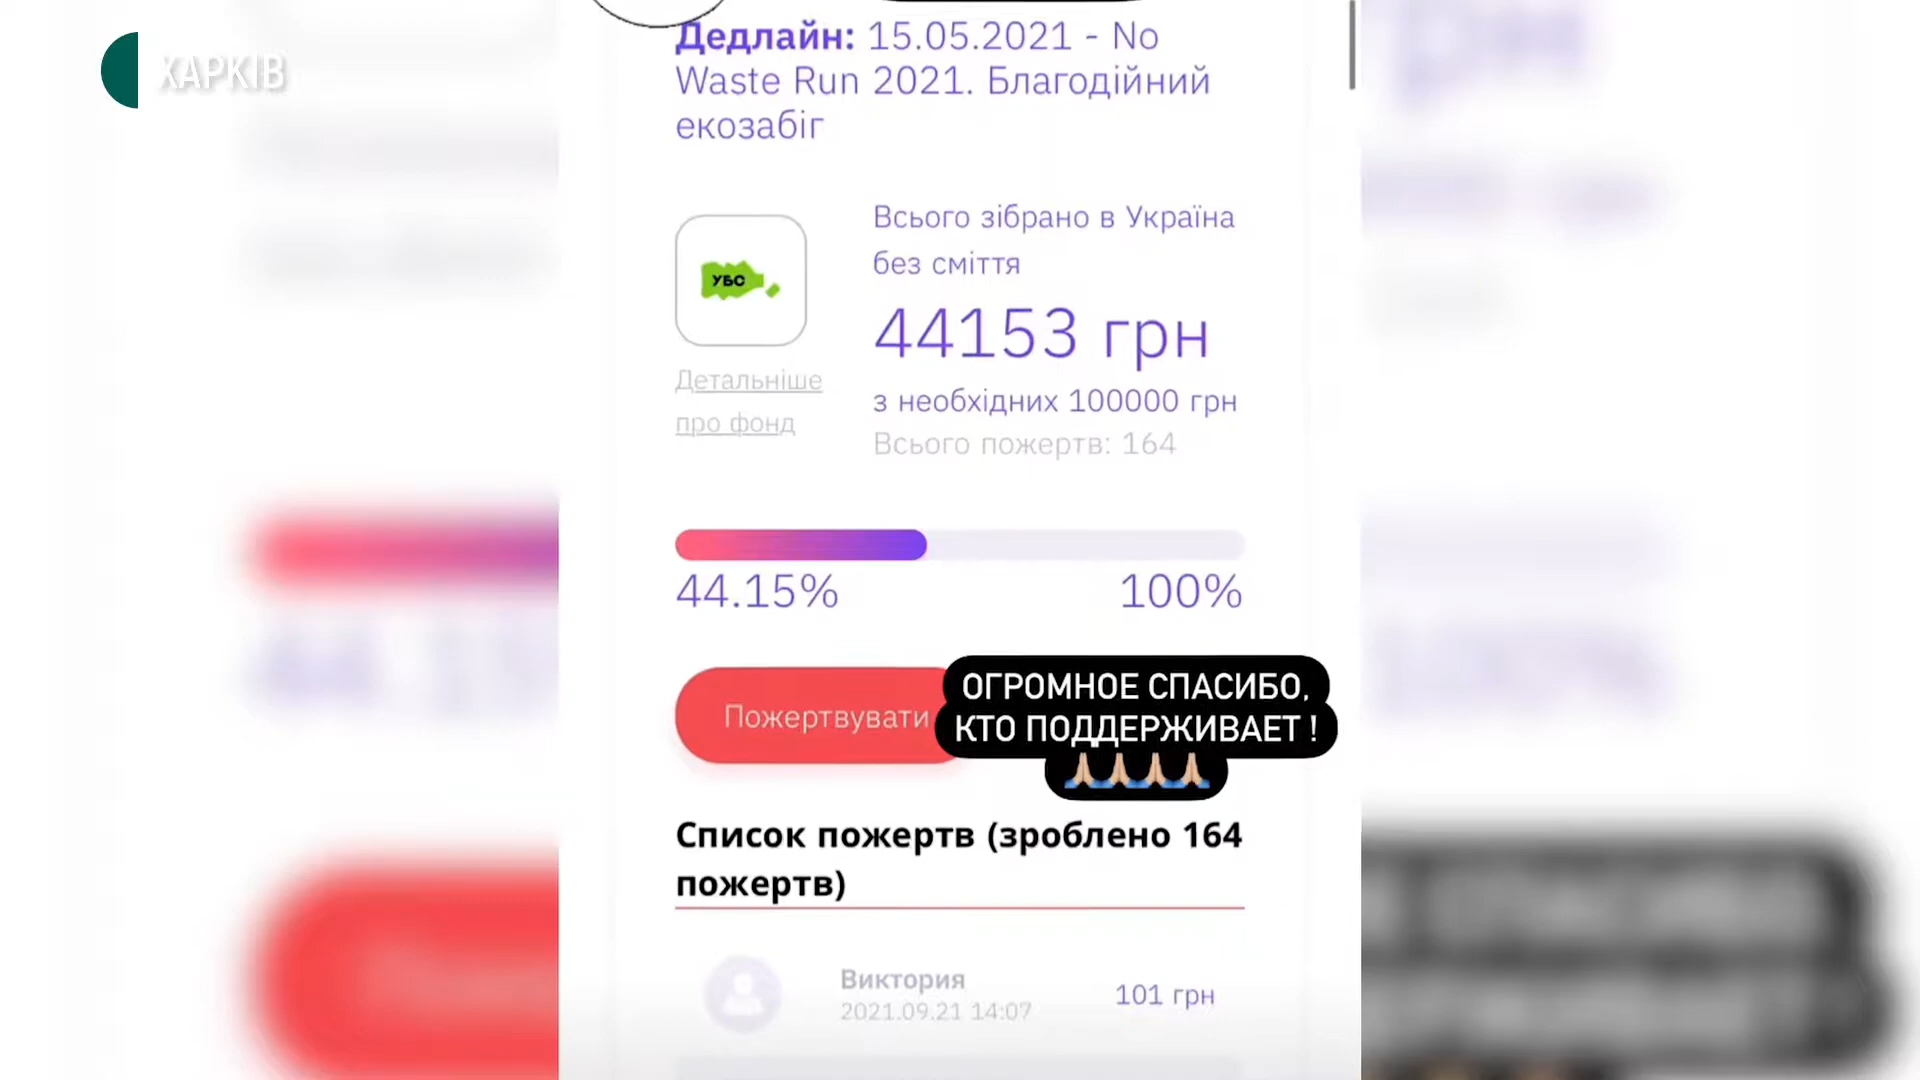 ХАРКІВ
Дедлайн: 15.05.2021 - No
Waste Run 2021. Благодійний
екозабіг
УБС
Всього зібрано в Україна
без сміття
44153 грн
з необхідних 100000 грн
Всього пожертв: 164
Детальніше
про фонд
44.15%
100%
Пожертвувати
ОГРОМНОЕ СПАСИБО,
КТО ПОДДЕРЖИВАЕТ !
🙏🏼🙏🏼🙏🏼🙏🏼
Список пожертв (зроблено 164
пожертв)
Виктория
2021.09.21 14:07
101 грн